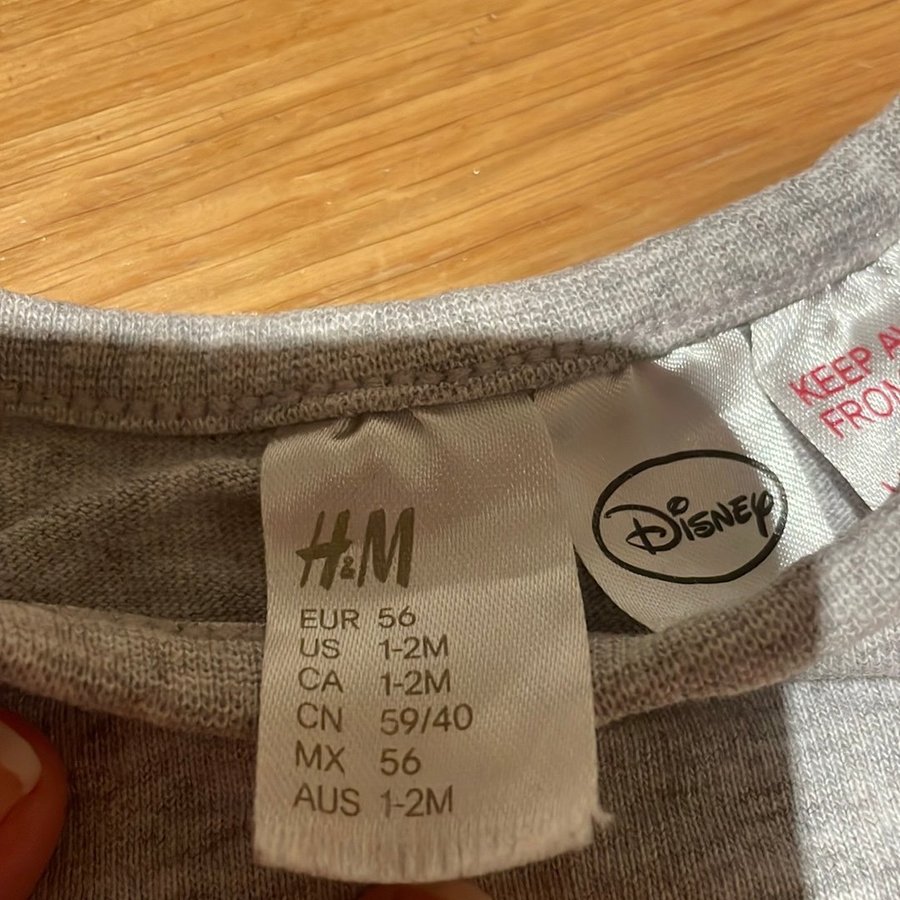 H&M
EUR 56
US 1-2M
CA 1-2M
CN 59/40
MX 56
AUS 1-2M
Disney
KEEP
FROM